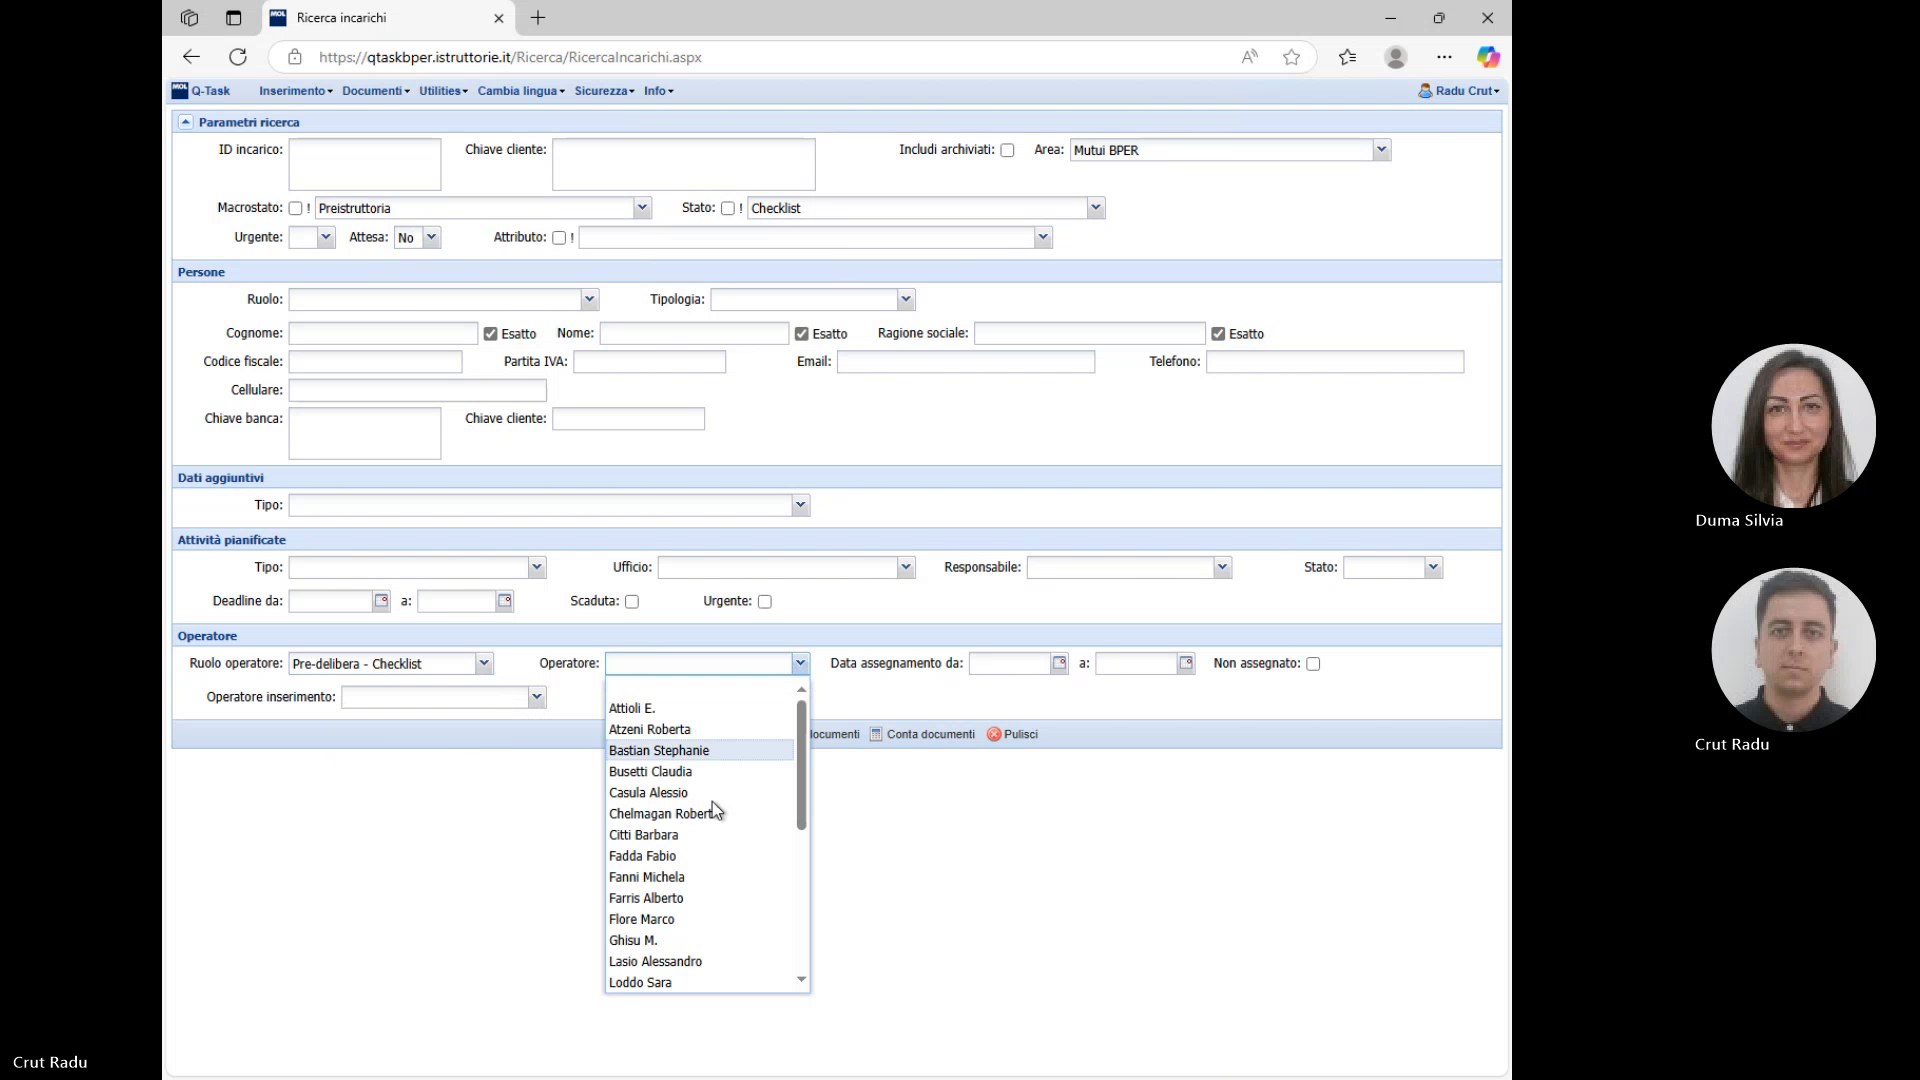 Ricerca incarichi
https://qtaskbper.istruttorie.it/Ricerca/RicercaIncarichi.aspx
MOL Q-Task Inserimento Documenti Utilities Cambia lingua Sicurezza Info Radu Crut
Parametri ricerca
ID incarico: Chiave cliente: Includi archiviati: Area: Mutui BPER
Macrostato: ! Preistruttoria Stato: ! Checklist
Urgente: Attesa: No Attributo: !
Persone
Ruolo: Tipologia:
Cognome: Esatto Nome: Esatto Ragione sociale: Esatto
Codice fiscale: Partita IVA: Email: Telefono:
Cellulare:
Chiave banca: Chiave cliente:
Dati aggiuntivi
Tipo:
Attività pianificate
Tipo: Ufficio: Responsabile: Stato:
Deadline da: a: Scaduta: Urgente:
Operatore
Ruolo operatore: Pre-delibera - Checklist Operatore: Data assegnamento da: a: Non assegnato:
Operatore inserimento:
Conta documenti Pulisci
Attioli E.
Atzeni Roberta
Bastian Stephanie
Busetti Claudia
Casula Alessio
Chelmagan
Citti Barbara
Fadda Fabio
Fanni Michela
Farris Alberto
Flore Marco
Ghisu M.
Lasio Alessandro
Loddo Sara
Duma Silvia
Crut Radu
Crut Radu